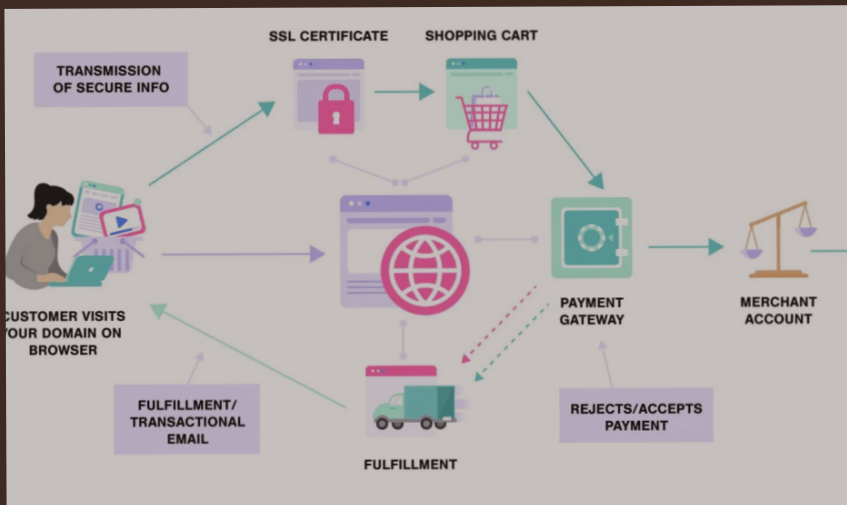 SSL CERTIFICATE
SHOPPING CART
TRANSMISSION
OF SECURE INFO
CUSTOMER VISITS
YOUR DOMAIN ON
BROWSER
PAYMENT
GATEWAY
MERCHANT
ACCOUNT
FULFILLMENT/
TRANSACTIONAL
EMAIL
REJECTS/ACCEPTS
PAYMENT
FULFILLMENT